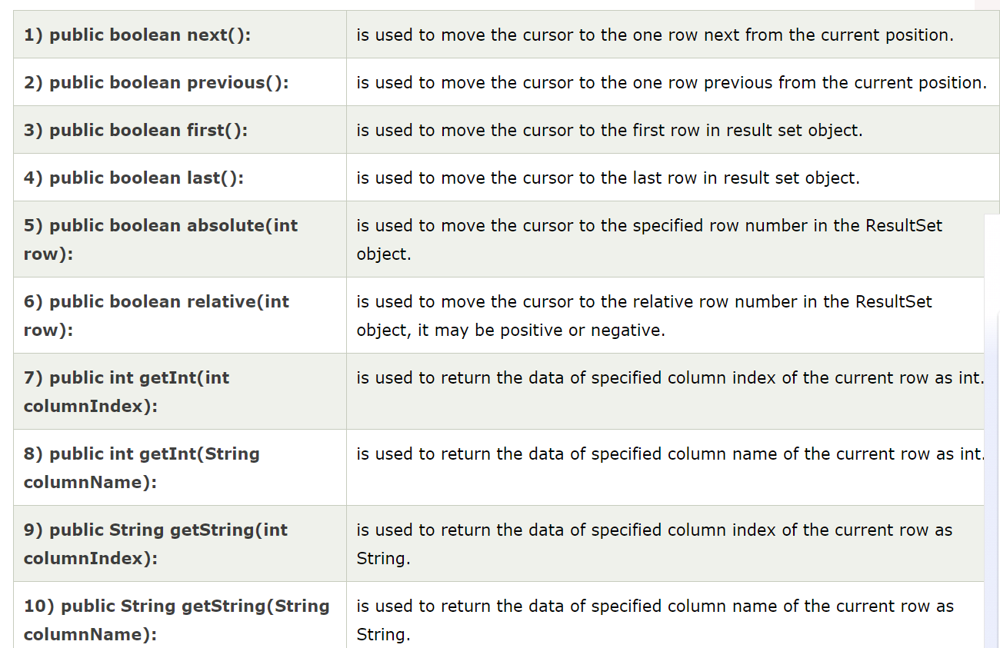 1) public boolean next():
is used to move the cursor to the one row next from the current position.
2) public boolean previous():
is used to move the cursor to the one row previous from the current position.
3) public boolean first():
is used to move the cursor to the first row in result set object.
4) public boolean last():
is used to move the cursor to the last row in result set object.
5) public boolean absolute(int
row):
is used to move the cursor to the specified row number in the ResultSet
object.
6) public boolean relative(int
row):
is used to move the cursor to the relative row number in the ResultSet
object, it may be positive or negative.
7) public int getInt(int
columnIndex):
is used to return the data of specified column index of the current row as int.
8) public int getInt(String
columnName):
is used to return the data of specified column name of the current row as int.
9) public String getString(int
columnIndex):
is used to return the data of specified column index of the current row as
String.
10) public String getString(String
columnName):
is used to return the data of specified column name of the current row as
String.